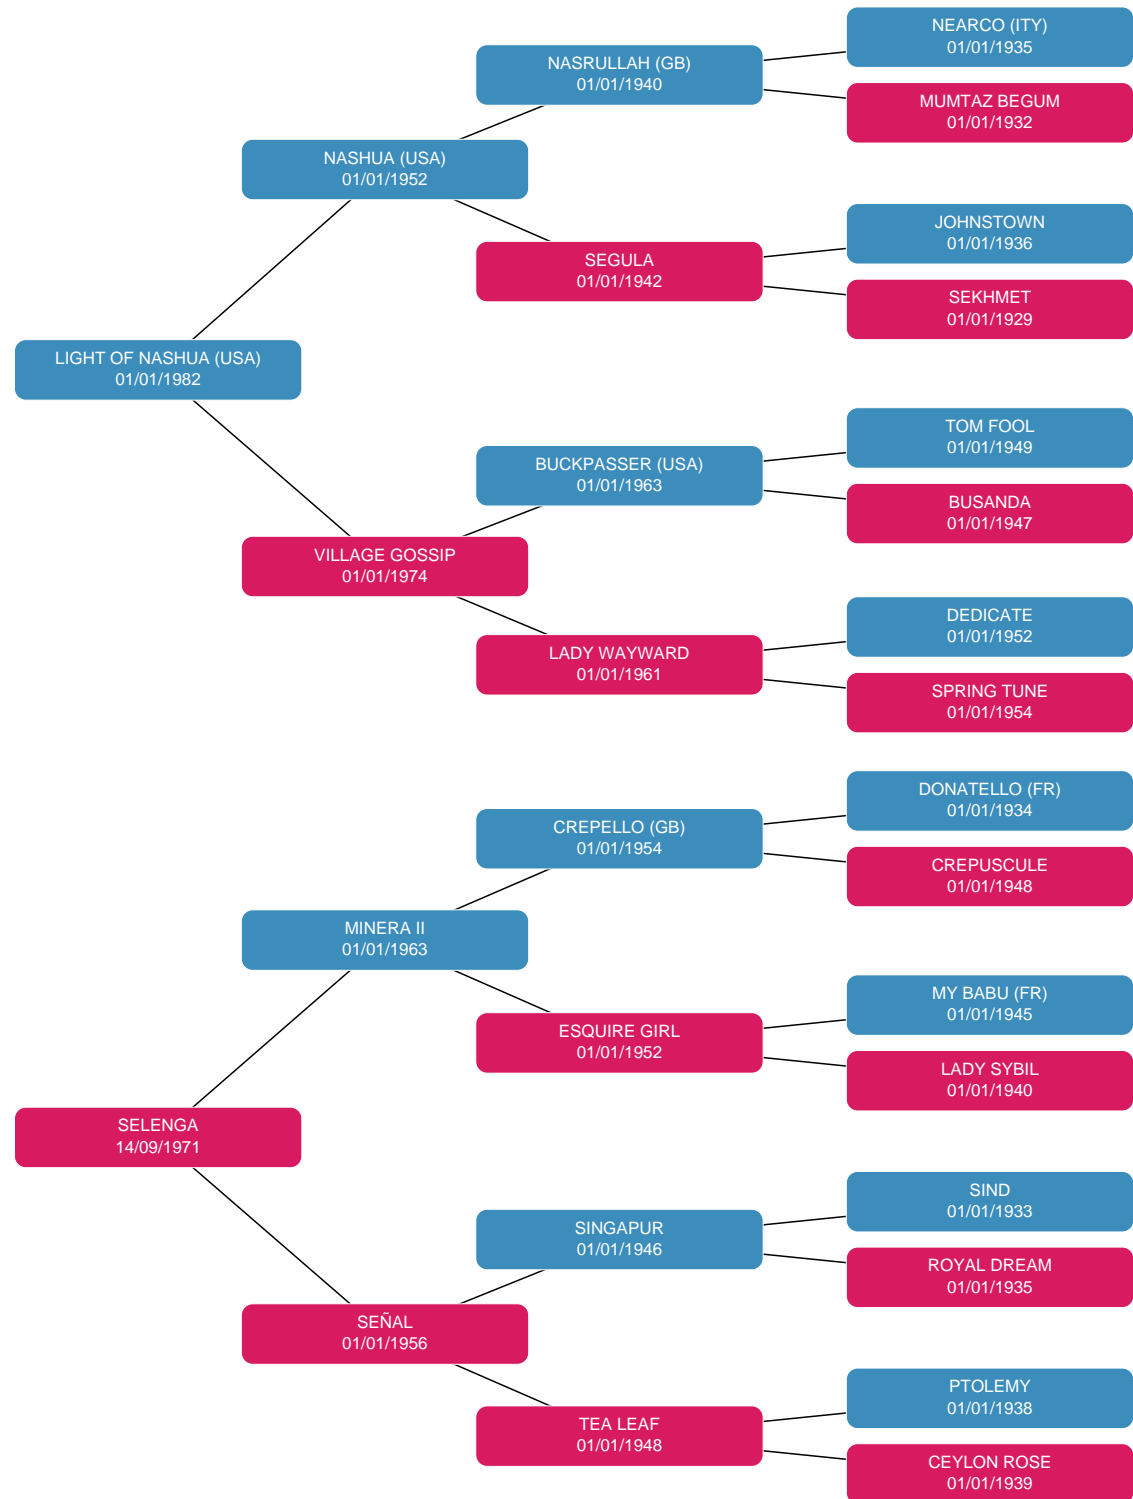 NEARCO (ITY)
01/01/1935
NASRULLAH (GB)
01/01/1940
MUMTAZ BEGUM
01/01/1932
NASHUA (USA)
01/01/1952
JOHNSTOWN
01/01/1936
SEGULA
01/01/1942
SEKHMET
01/01/1929
LIGHT OF NASHUA (USA)
01/01/1982
TOM FOOL
01/01/1949
BUCKPASSER (USA)
01/01/1963
BUSANDA
01/01/1947
VILLAGE GOSSIP
01/01/1974
DEDICATE
01/01/1952
LADY WAYWARD
01/01/1961
SPRING TUNE
01/01/1954
DONATELLO (FR)
01/01/1934
CREPELLO (GB)
01/01/1954
CREPUSCULE
01/01/1948
MINERA II
01/01/1963
MY BABU (FR)
01/01/1945
ESQUIRE GIRL
01/01/1952
LADY SYBIL
01/01/1940
SELENGA
14/09/1971
SIND
01/01/1933
SINGAPUR
01/01/1946
ROYAL DREAM
01/01/1935
SEÑAL
01/01/1956
PTOLEMY
01/01/1938
TEA LEAF
01/01/1948
CEYLON ROSE
01/01/1939